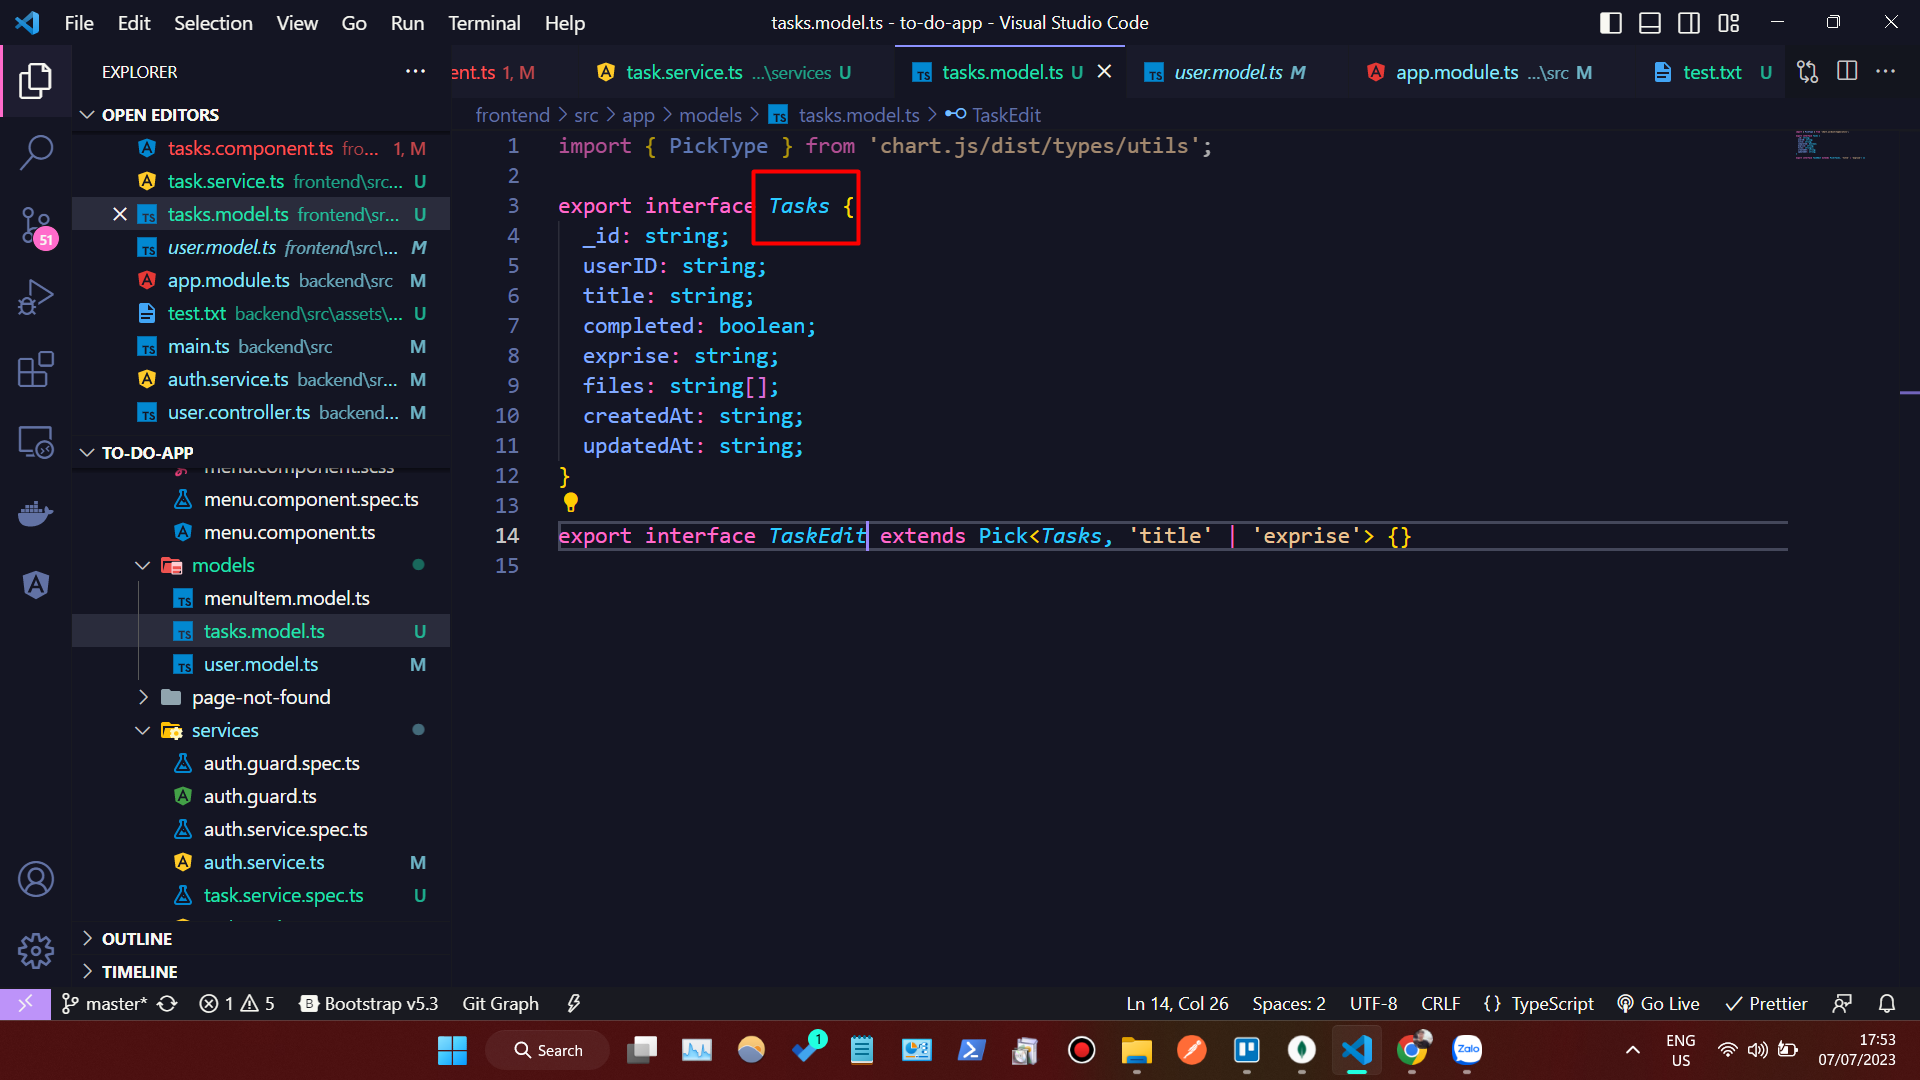 File Edit Selection View Go Run Terminal Help
tasks.model.ts - to-do-app - Visual Studio Code
EXPLORER
ent.ts 1, M
task.service.ts ...\services U
tasks.model.ts U
user.model.ts M
app.module.ts ...\src M
test.txt U
frontend > src > app > models > tasks.model.ts > TaskEdit
OPEN EDITORS
tasks.component.ts fro... 1, M
task.service.ts frontend\src... U
tasks.model.ts frontend\sr... U
user.model.ts frontend\src\... M
app.module.ts backend\src M
test.txt backend\src\assets\... U
main.ts backend\src M
auth.service.ts backend\sr... M
user.controller.ts backend... M
51
TO-DO-APP
menu.component.scss
menu.component.spec.ts
menu.component.ts
models
menuItem.model.ts
tasks.model.ts U
user.model.ts M
page-not-found
services
auth.guard.spec.ts
auth.guard.ts
auth.service.spec.ts
auth.service.ts M
task.service.spec.ts U
OUTLINE
TIMELINE
1 import { PickType } from 'chart.js/dist/types/utils';
2
3 export interface Tasks {
4 _id: string;
5 userID: string;
6 title: string;
7 completed: boolean;
8 exprise: string;
9 files: string[];
10 createdAt: string;
11 updatedAt: string;
12 }
13
14 export interface TaskEdit extends Pick<Tasks, 'title' | 'exprise'> {}
15
master* 1 5 Bootstrap v5.3 Git Graph
Ln 14, Col 26 Spaces: 2 UTF-8 CRLF {} TypeScript Go Live Prettier
Search
1
Zalo
ENG
US
17:53
07/07/2023